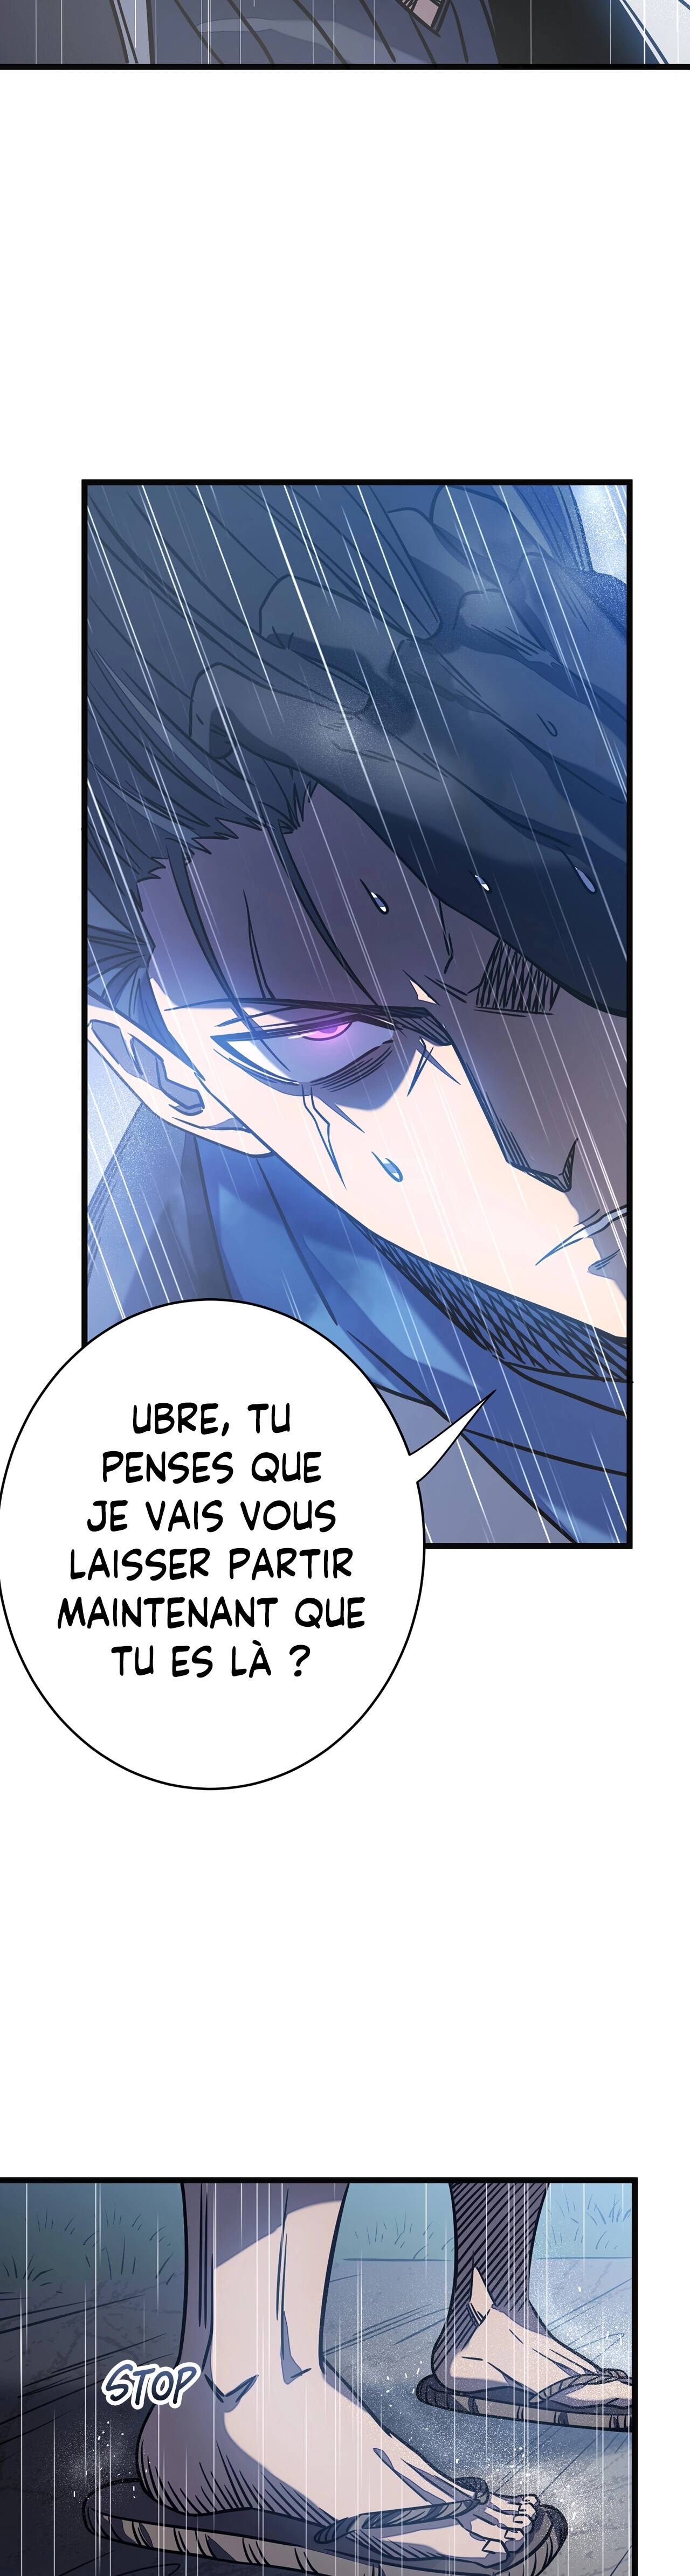 UBRE, TU
PENSES QUE
JE VAIS VOUS
LAISSER PARTIR
MAINTENANT QUE
TU ES LÀ ?
STOP